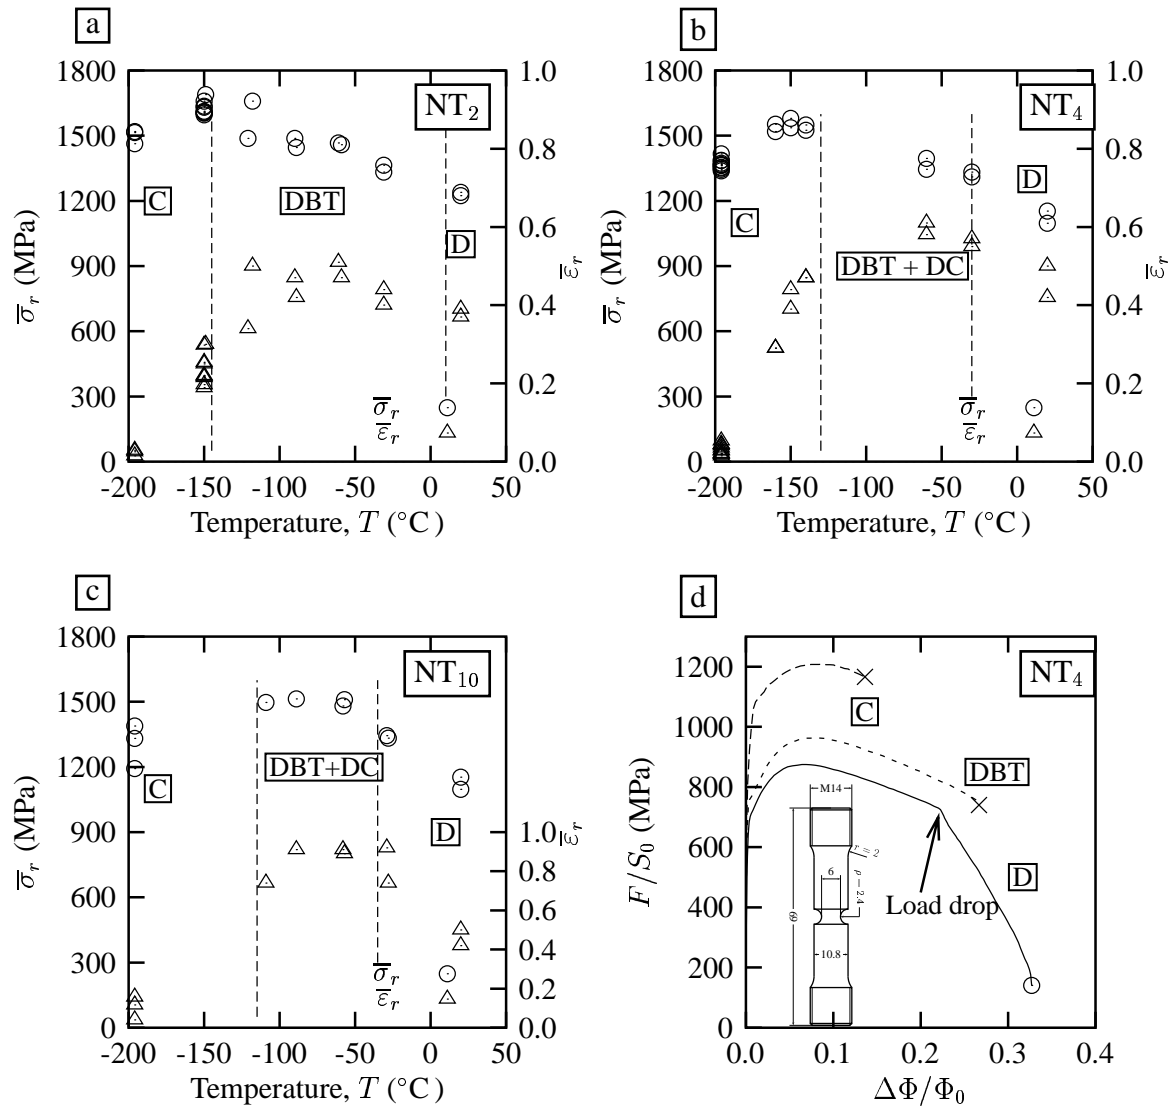 a
NT2
C
DBT
D
σ̅r
ε̅r
1800
1500
1200
900
600
300
0
σ̿r (MPa)
1.0
0.8
0.6
0.4
0.2
0.0
ε̅r
-200 -150 -100 -50 0 50
Temperature, T (°C)
b
NT4
D
C
DBT + DC
σ̅r
ε̅r
1800
1500
1200
900
600
300
0
σ̿r (MPa)
1.0
0.8
0.6
0.4
0.2
0.0
ε̅r
-200 -150 -100 -50 0 50
Temperature, T (°C)
c
NT10
DBT+DC
C
D
σ̅r
ε̅r
1800
1500
1200
900
600
300
0
σ̿r (MPa)
1.0
0.8
0.6
0.4
0.2
0.0
ε̅r
-200 -150 -100 -50 0 50
Temperature, T (°C)
d
NT4
C
DBT
D
Load drop
M14
r = 2
6
ρ = 2.4
69
10.8
1200
1000
800
600
400
200
0
F/S0 (MPa)
0.0 0.1 0.2 0.3 0.4
ΔΦ/Φ0